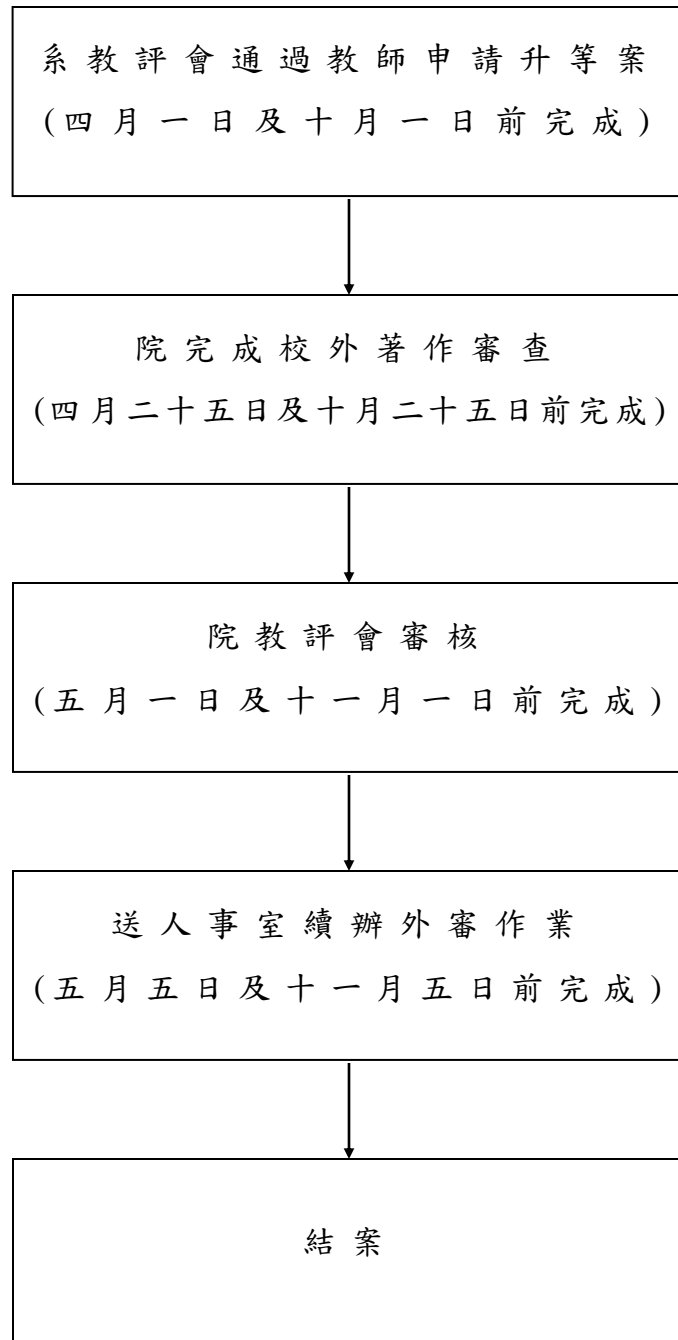 系教評會通過教師申請升等案
(四月一日及十月一日前完成)
院完成校外著作審查
(四月二十五日及十月二十五日前完成)
院教評會審核
(五月一日及十一月一日前完成)
送人事室續辦外審作業
(五月五日及十一月五日前完成)
結案